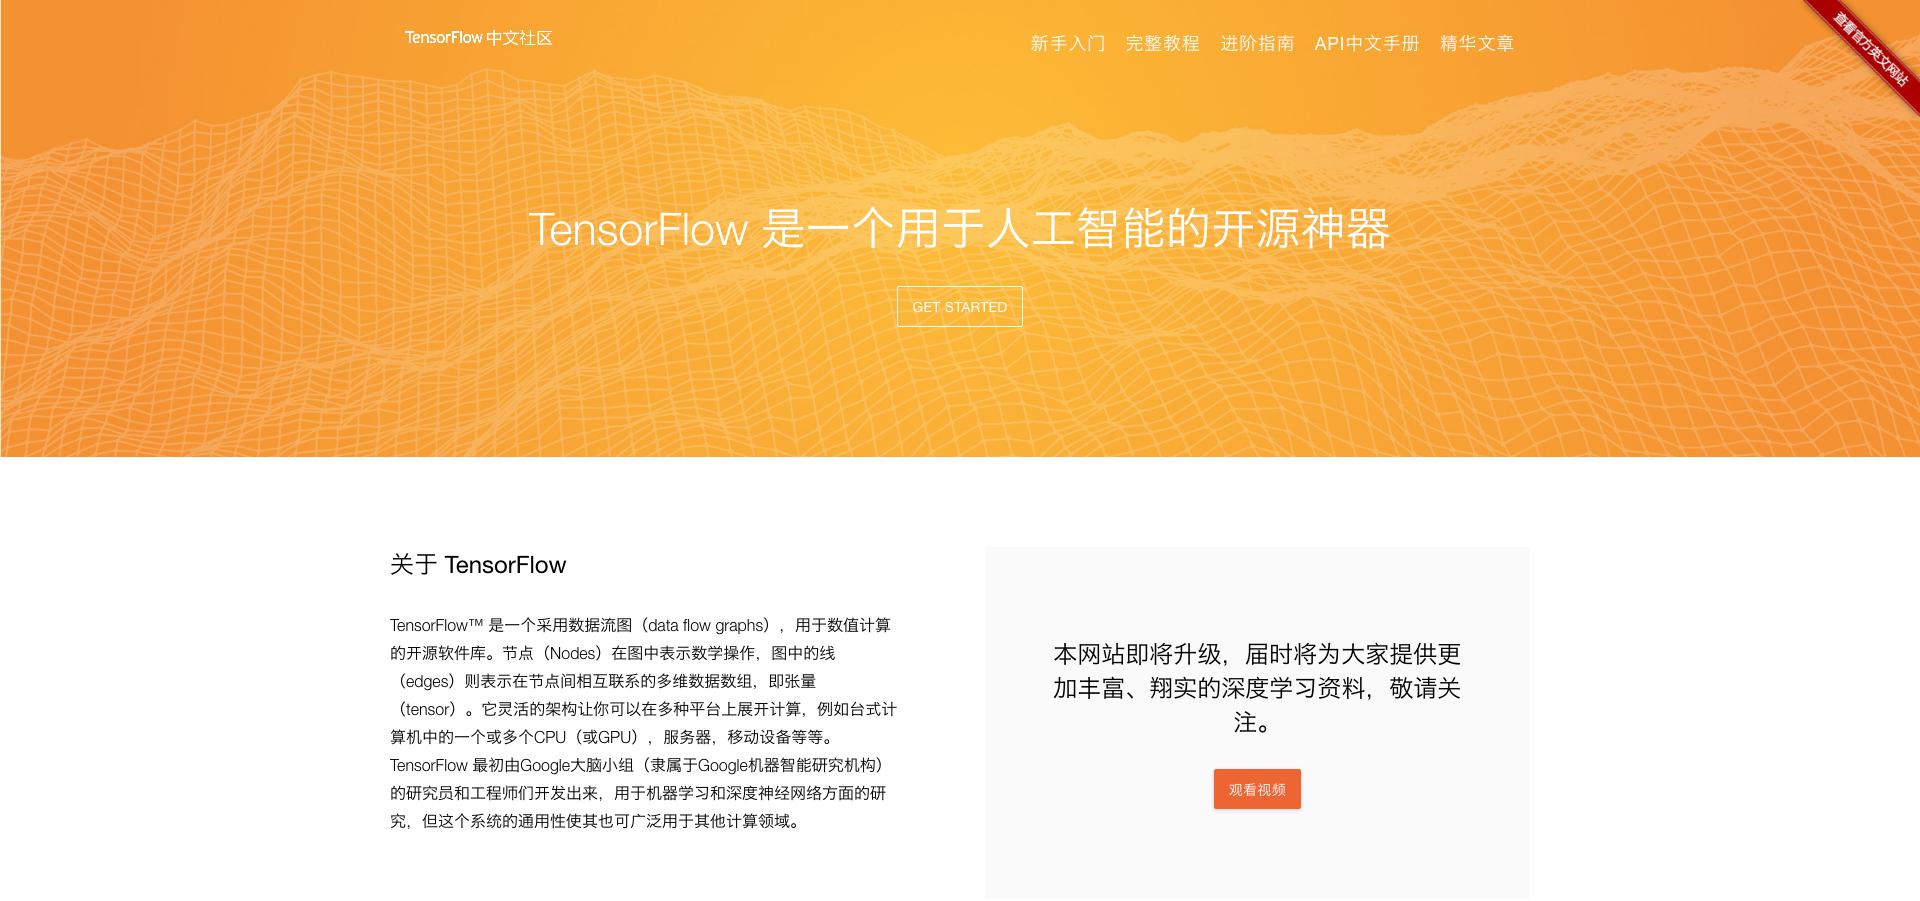 TensorFlow 中文社区
新手入门 完整教程 进阶指南 API中文手册 精华文章
查看官方英文网站
TensorFlow 是一个用于人工智能的开源神器
GET STARTED
关于 TensorFlow
TensorFlow™ 是一个采用数据流图（data flow graphs），用于数值计算
的开源软件库。节点（Nodes）在图中表示数学操作，图中的线
（edges）则表示在节点间相互联系的多维数据数组，即张量
（tensor）。它灵活的架构让你可以在多种平台上展开计算，例如台式计
算机中的一个或多个CPU（或GPU），服务器，移动设备等等。
TensorFlow 最初由Google大脑小组（隶属于Google机器智能研究机构）
的研究员和工程师们开发出来，用于机器学习和深度神经网络方面的研
究，但这个系统的通用性使其也可广泛用于其他计算领域。
本网站即将升级，届时将为大家提供更
加丰富、翔实的深度学习资料，敬请关
注。
观看视频